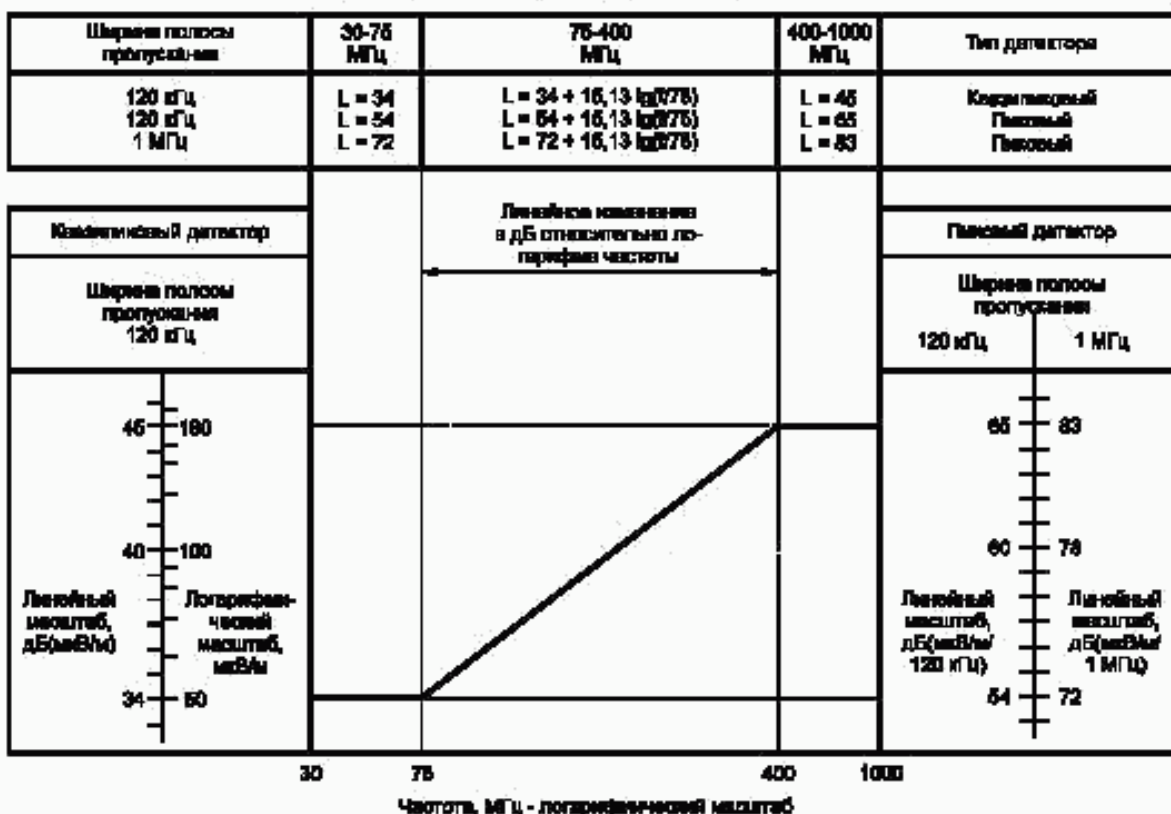 Ширина полосы пропускания
30-75 МГц
75-400 МГц
400-1000 МГц
Тип детектора
120 кГц
L = 34
L = 34 + 15,13 lg(f/75)
L = 45
Квазипиковый
120 кГц
L = 54
L = 54 + 15,13 lg(f/75)
L = 65
Пиковый
1 МГц
L = 72
L = 72 + 15,13 lg(f/75)
L = 83
Пиковый
Линейное изменение
в дБ относительно ло-
гарифма частоты
Квазипиковый детектор
Ширина полосы
пропускания
120 кГц
45
180
40
100
Линейный
масштаб,
дБ(мкВ/м)
Логарифми-
ческий
масштаб,
мкВ/м
34
50
Пиковый детектор
Ширина полосы
пропускания
120 кГц
1 МГц
65
83
60
78
Линейный
масштаб,
дБ(мкВ/м/
120 кГц)
Линейный
масштаб,
дБ(мкВ/м/
1 МГц)
54
72
30
75
400
1000
Частота, МГц - логарифмический масштаб